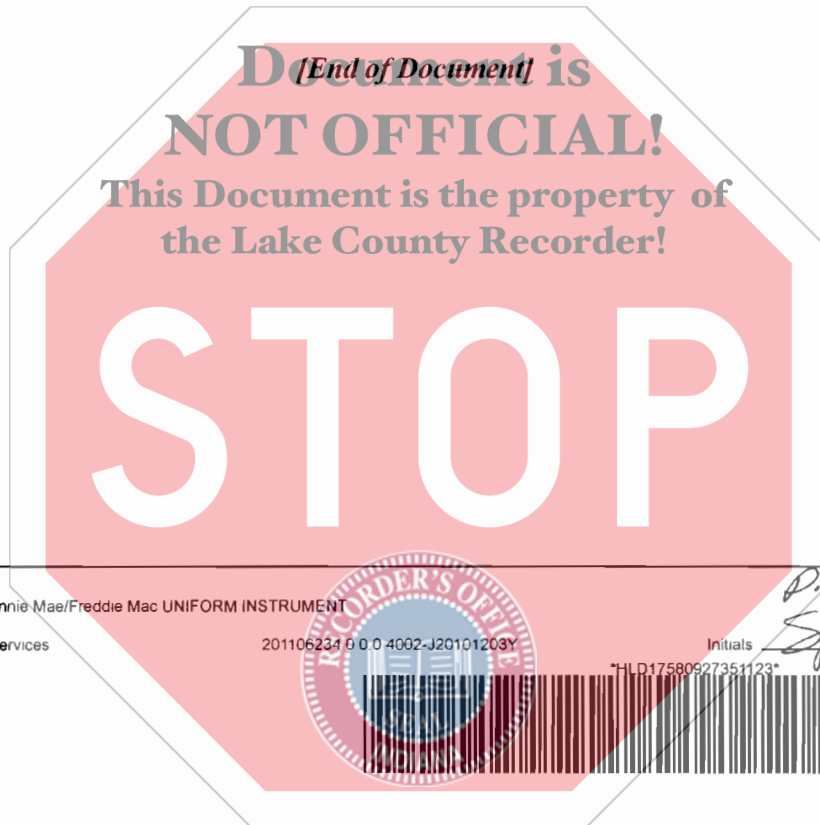 [End of Document]
Document is
NOT OFFICIAL!
This Document is the property of
the Lake County Recorder!
STOP
nnie Mae/Freddie Mac UNIFORM INSTRUMENT
ervices 201106234 0 0.0 4002-J20101203Y Initials
*HLD17580927351123*
RECORDER'S OFFICE
SEAL
INDIANA